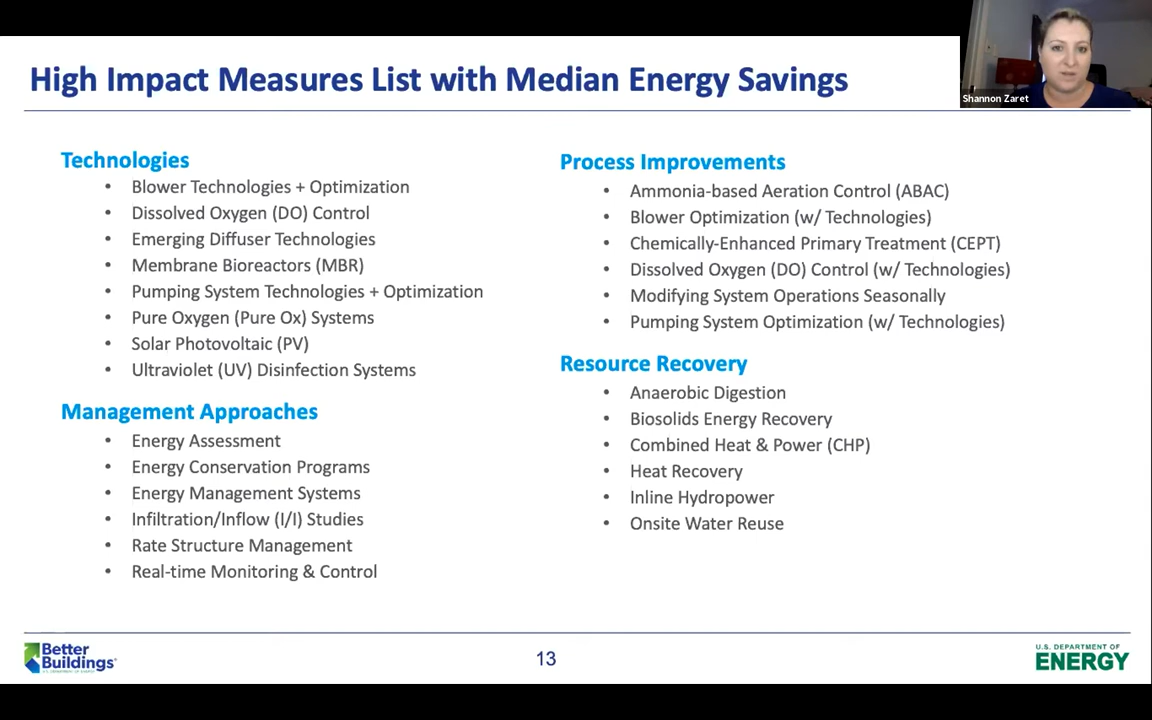 High Impact Measures List with Median Energy Savings
Shannon Zaret
Technologies
• Blower Technologies + Optimization
• Dissolved Oxygen (DO) Control
• Emerging Diffuser Technologies
• Membrane Bioreactors (MBR)
• Pumping System Technologies + Optimization
• Pure Oxygen (Pure Ox) Systems
• Solar Photovoltaic (PV)
• Ultraviolet (UV) Disinfection Systems
Management Approaches
• Energy Assessment
• Energy Conservation Programs
• Energy Management Systems
• Infiltration/Inflow (I/I) Studies
• Rate Structure Management
• Real-time Monitoring & Control
Process Improvements
• Ammonia-based Aeration Control (ABAC)
• Blower Optimization (w/ Technologies)
• Chemically-Enhanced Primary Treatment (CEPT)
• Dissolved Oxygen (DO) Control (w/ Technologies)
• Modifying System Operations Seasonally
• Pumping System Optimization (w/ Technologies)
Resource Recovery
• Anaerobic Digestion
• Biosolids Energy Recovery
• Combined Heat & Power (CHP)
• Heat Recovery
• Inline Hydropower
• Onsite Water Reuse
Better
Buildings
U.S. DEPARTMENT OF ENERGY
13
U.S. DEPARTMENT OF
ENERGY